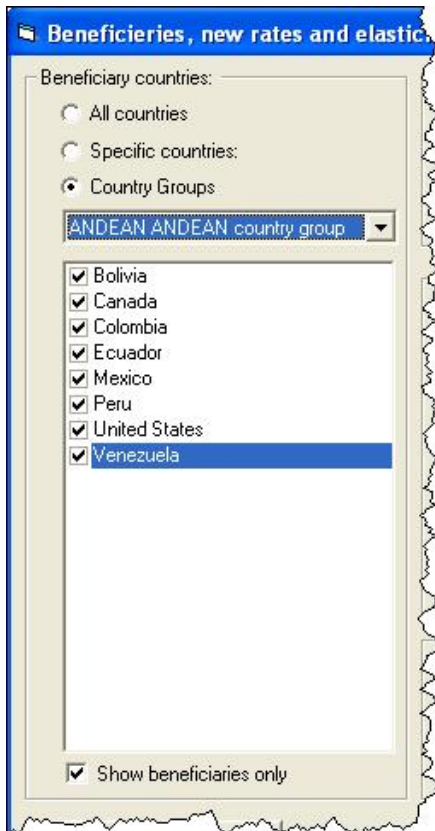 Beneficieries, new rates and elastic
Beneficiary countries:
All countries
Specific countries:
Country Groups
ANDEAN ANDEAN country group
Bolivia
Canada
Colombia
Ecuador
Mexico
Peru
United States
Venezuela
Show beneficiaries only